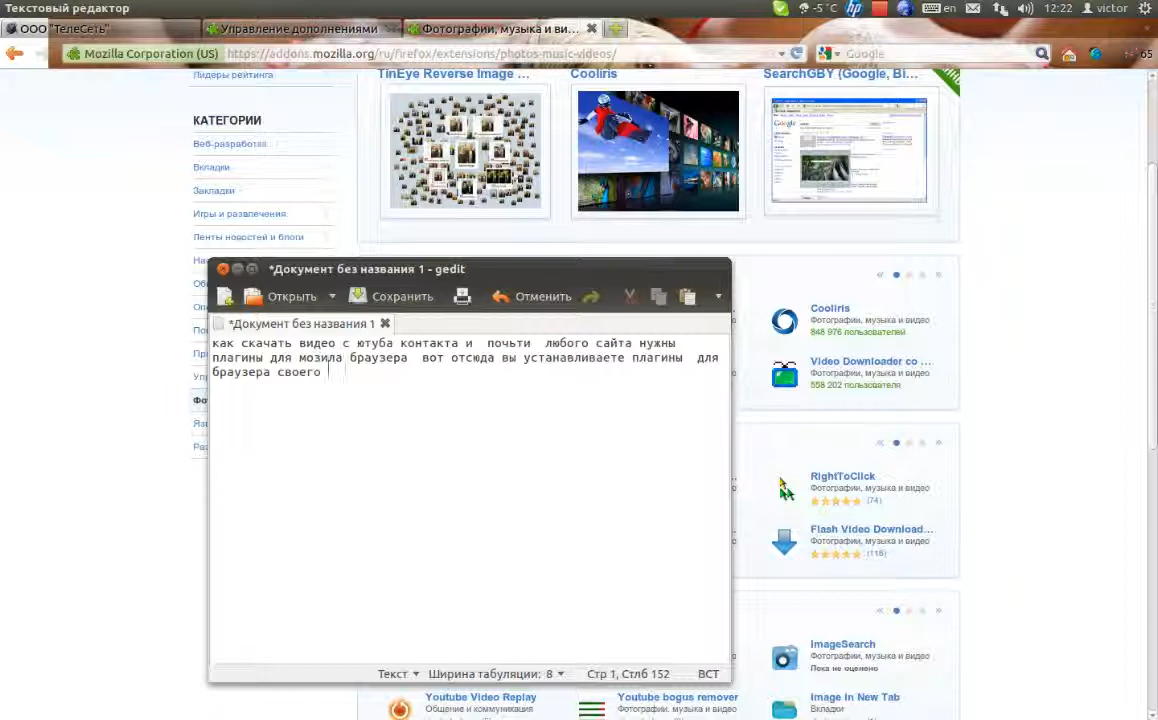 Текстовый редактор
-5 °C
en
12:22
victor
ООО "ТелеСеть"
Управление дополнениями
Фотографии, музыка и ви...
Mozilla Corporation (US)
https://addons.mozilla.org/ru/firefox/extensions/photos-music-videos/
Google
65
Лидеры рейтинга
TinEye Reverse Image ...
Cooliris
SearchGBY (Google, Bi...
КАТЕГОРИИ
Веб-разработка
Вкладки
Закладки
Игры и развлечения
Ленты новостей и блоги
*Документ без названия 1 - gedit
Открыть
Сохранить
Отменить
*Документ без названия 1
как скачать видео с ютуба контакта и почьти любого сайта нужны
плагины для мозила браузера вот отсюда вы устанавливаете плагины для
браузера своего
Текст
Ширина табуляции: 8
Стр 1, Стлб 152
ВСТ
Cooliris
Фотографии, музыка и видео
848 976 пользователей
Video Downloader co ...
Фотографии, музыка и видео
558 202 пользователя
RightToClick
Фотографии, музыка и видео
(74)
Flash Video Download...
Фотографии, музыка и видео
(116)
ImageSearch
Фотографии, музыка и видео
Пока не оценено
Youtube Video Replay
Общение и коммуникация
Youtube bogus remover
Фотографии, музыка и видео
Image in New Tab
Вкладки